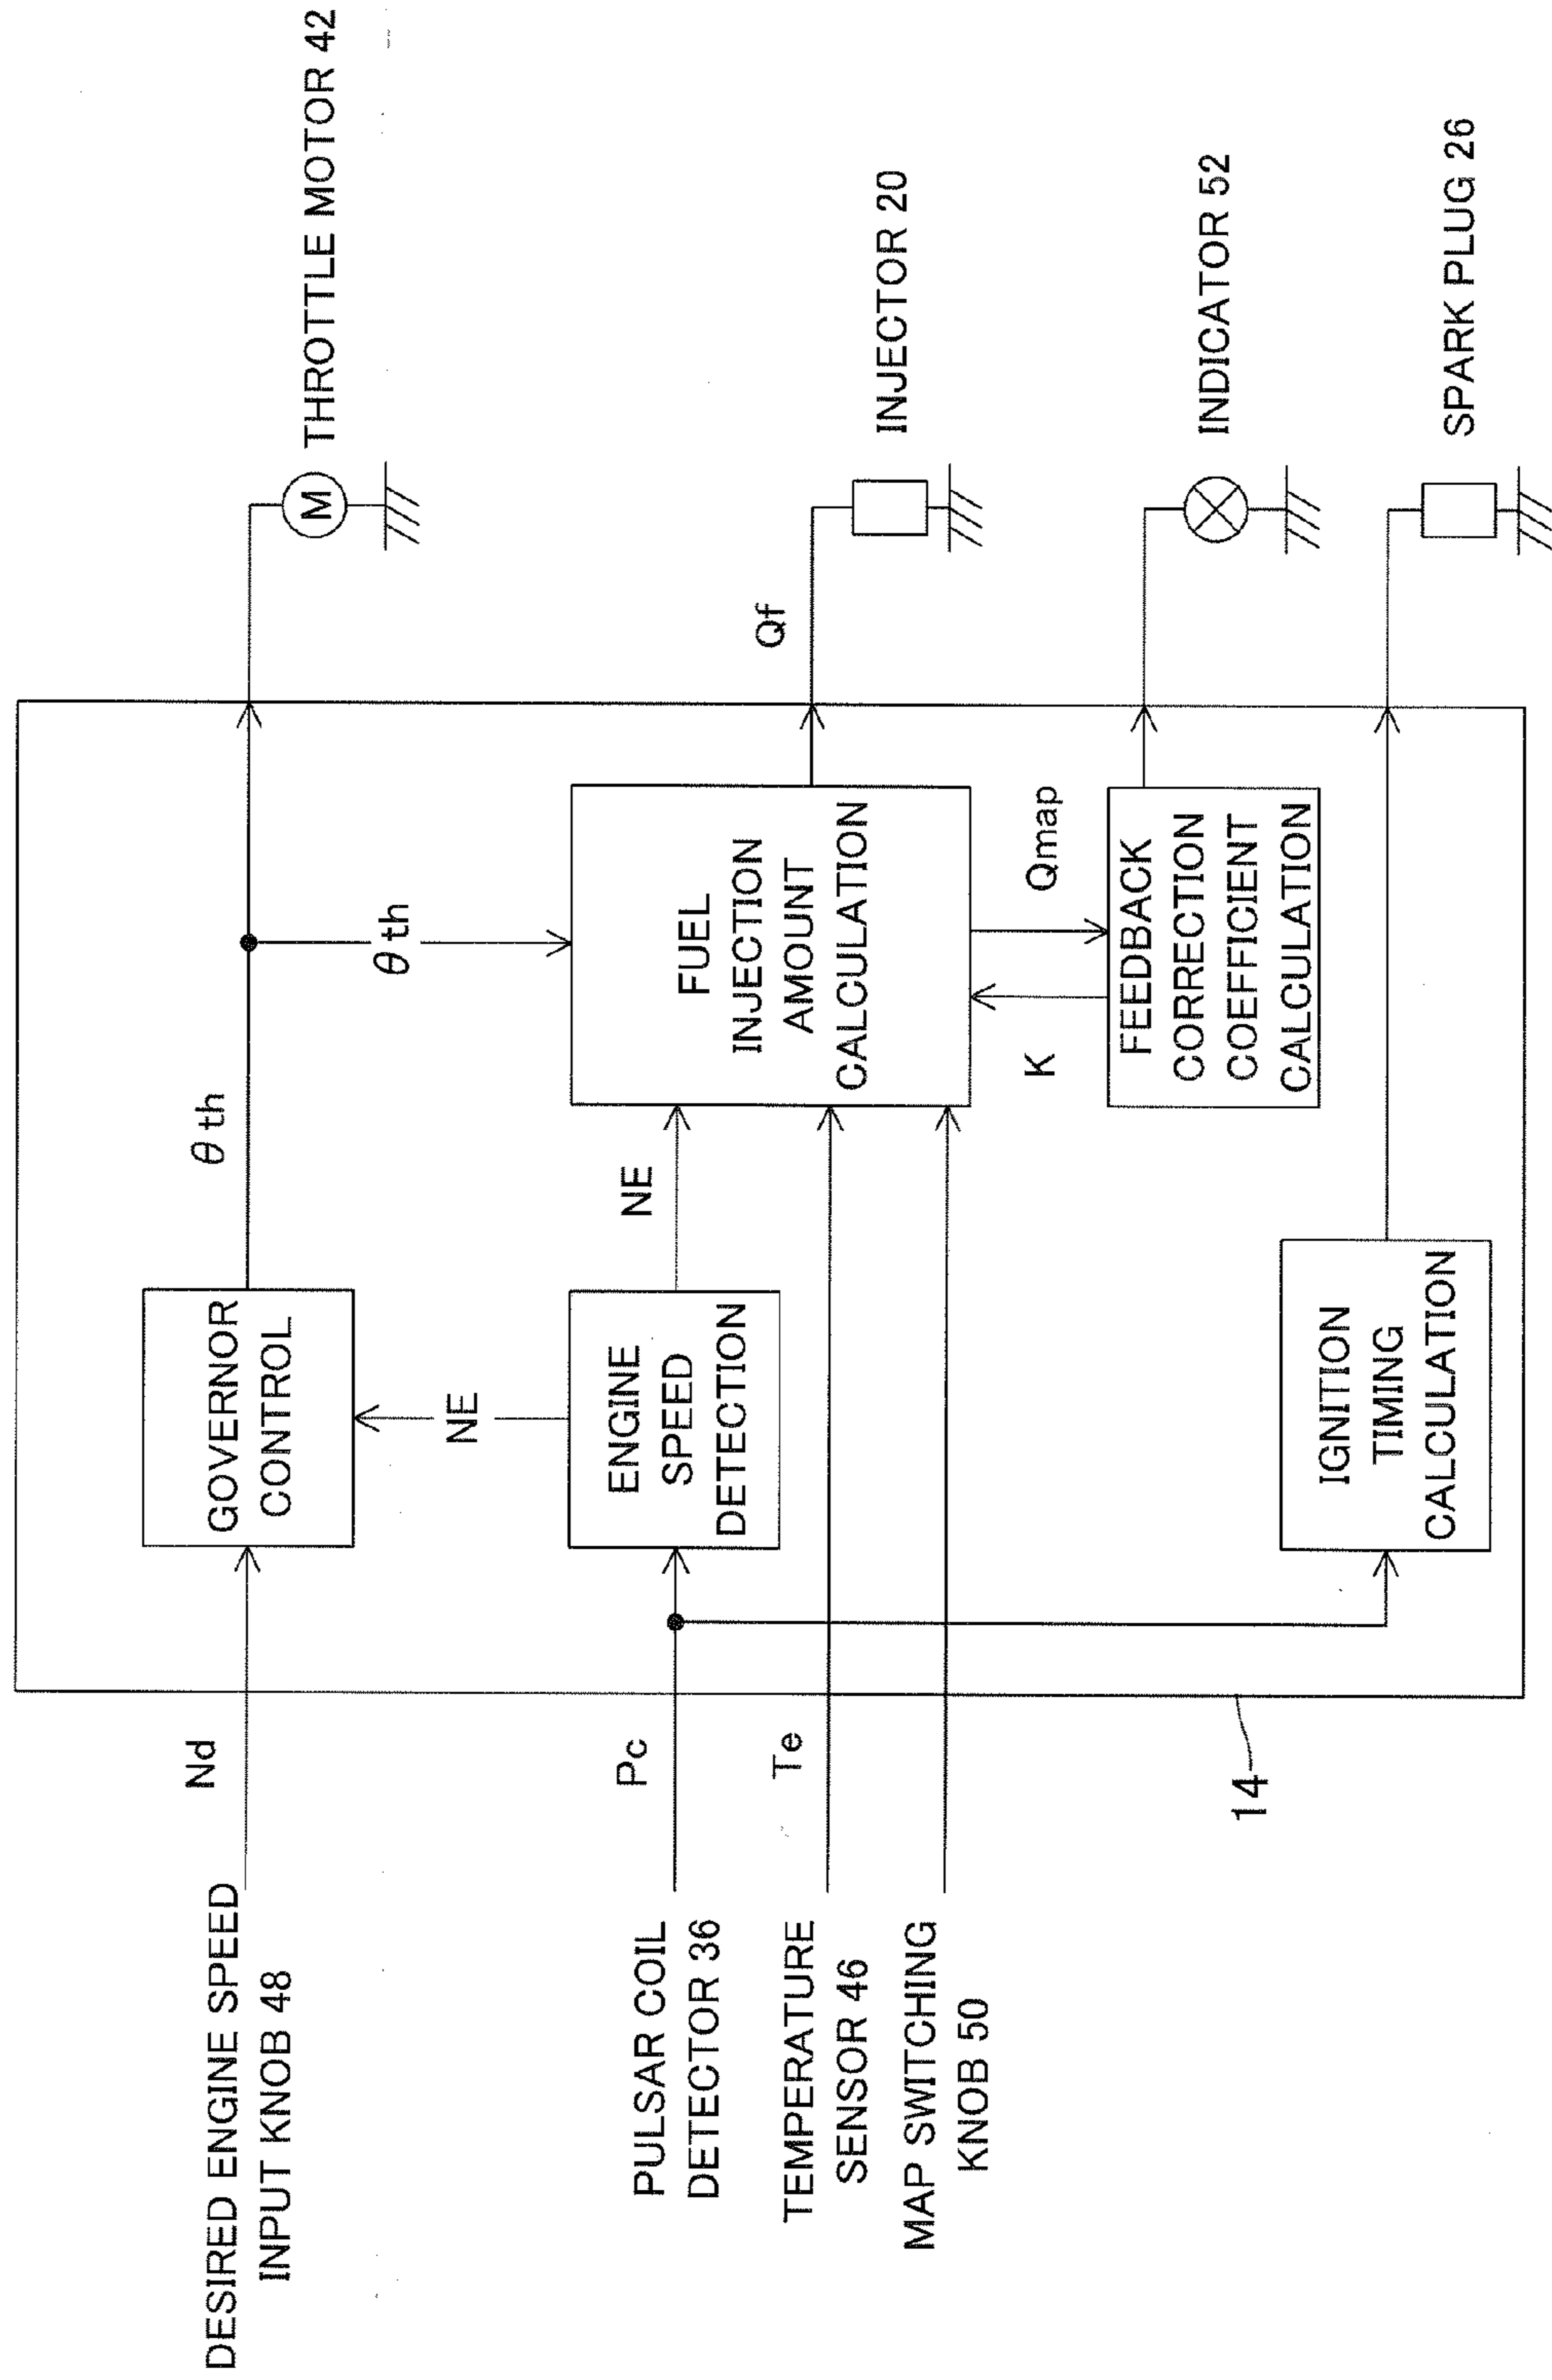 DESIRED ENGINE SPEED
INPUT KNOB 48
Nd
GOVERNOR
CONTROL
θth
THROTTLE MOTOR 42
M
NE
θth
PULSAR COIL
DETECTOR 36
Pc
ENGINE
SPEED
DETECTION
NE
FUEL
INJECTION
AMOUNT
CALCULATION
Qf
INJECTOR 20
TEMPERATURE
SENSOR 46
Te
MAP SWITCHING
KNOB 50
K
Qmap
FEEDBACK
CORRECTION
COEFFICIENT
CALCULATION
INDICATOR 52
14
IGNITION
TIMING
CALCULATION
SPARK PLUG 26